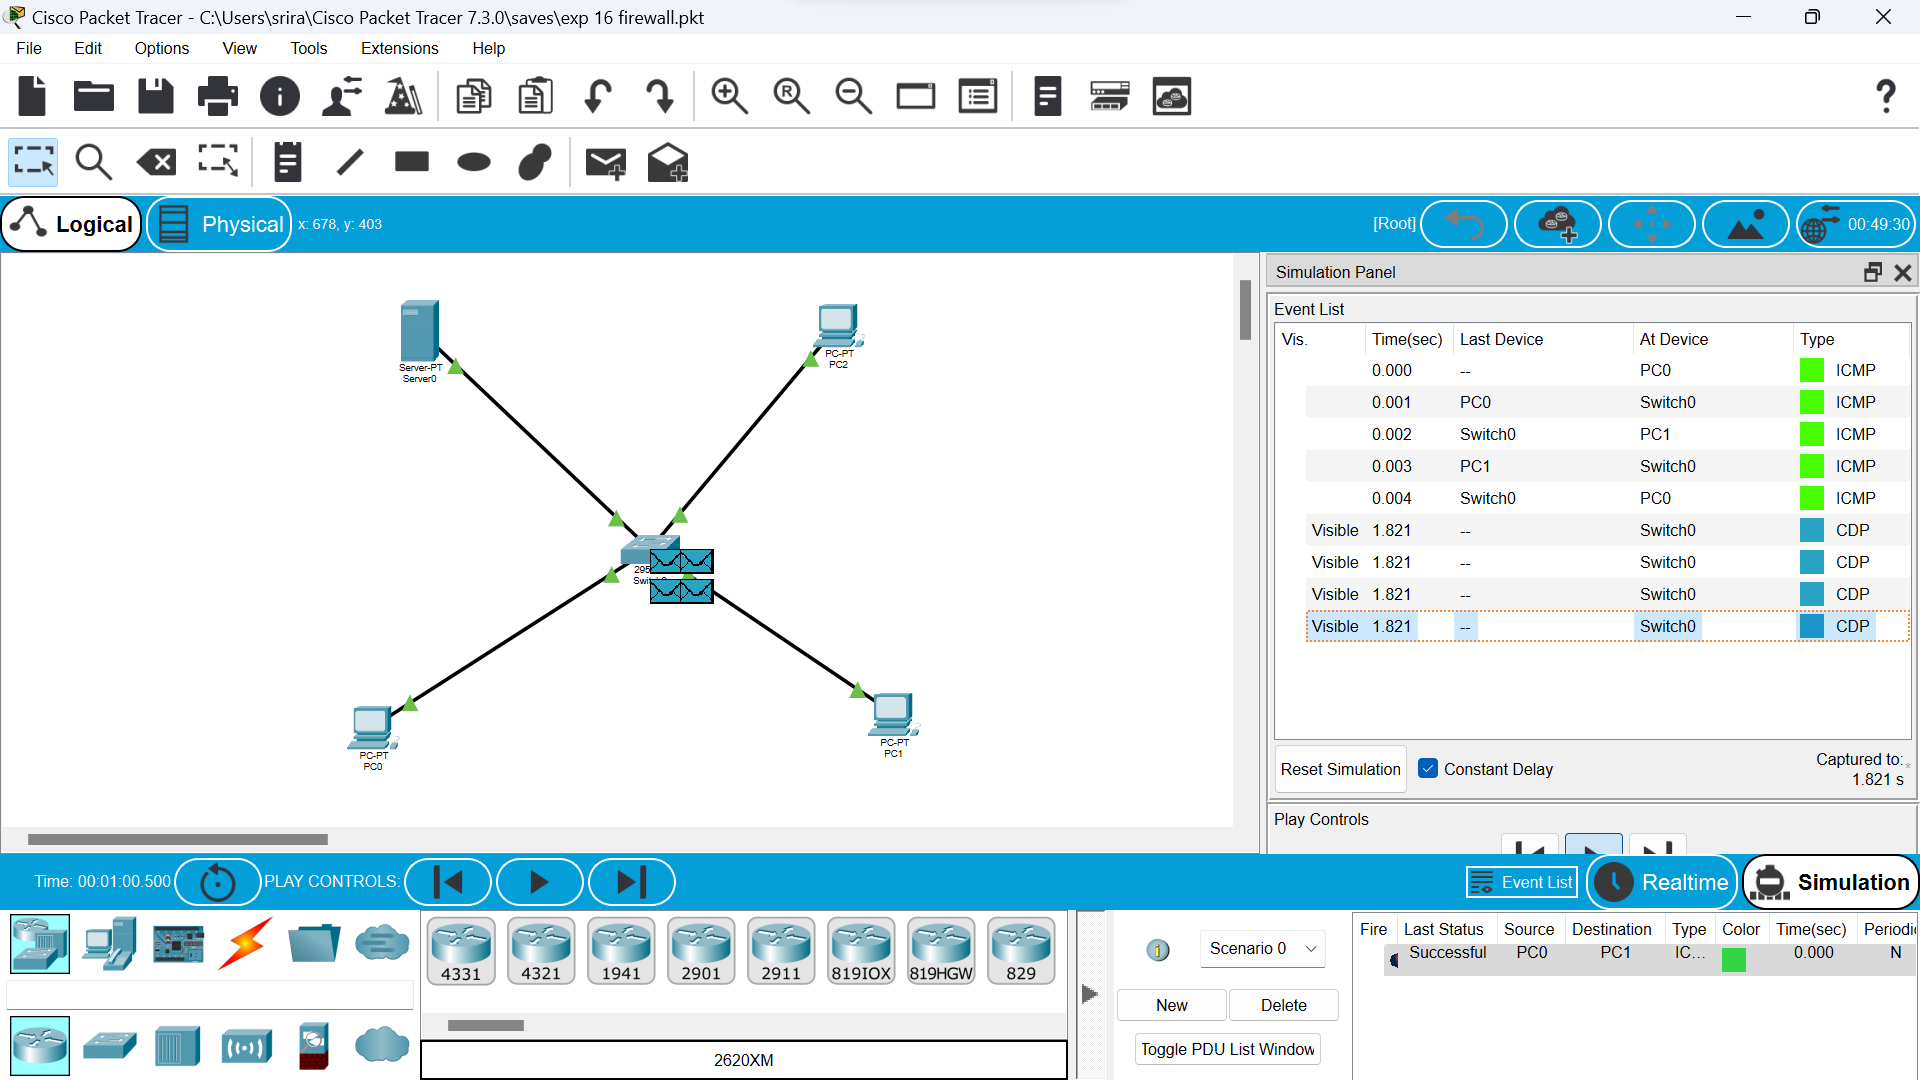 Cisco Packet Tracer - C:\Users\srira\Cisco Packet Tracer 7.3.0\saves\exp 16 firewall.pkt
File Edit Options View Tools Extensions Help
Logical Physical x: 678, y: 403 [Root] 00:49:30
Simulation Panel
Event List
Vis. Time(sec) Last Device At Device Type
0.000 -- PC0 ICMP
0.001 PC0 Switch0 ICMP
0.002 Switch0 PC1 ICMP
0.003 PC1 Switch0 ICMP
0.004 Switch0 PC0 ICMP
Visible 1.821 -- Switch0 CDP
Visible 1.821 -- Switch0 CDP
Visible 1.821 -- Switch0 CDP
Visible 1.821 -- Switch0 CDP
Reset Simulation Constant Delay Captured to:*
1.821 s
Play Controls
Server-PT
Server0
PC-PT
PC2
PC-PT
PC0
PC-PT
PC1
Time: 00:01:00.500 PLAY CONTROLS: Event List Realtime Simulation
4331 4321 1941 2901 2911 819IOX 819HGW 829
2620XM
Scenario 0
New Delete
Toggle PDU List Window
Fire Last Status Source Destination Type Color Time(sec) Periodic
Successful PC0 PC1 IC... 0.000 N